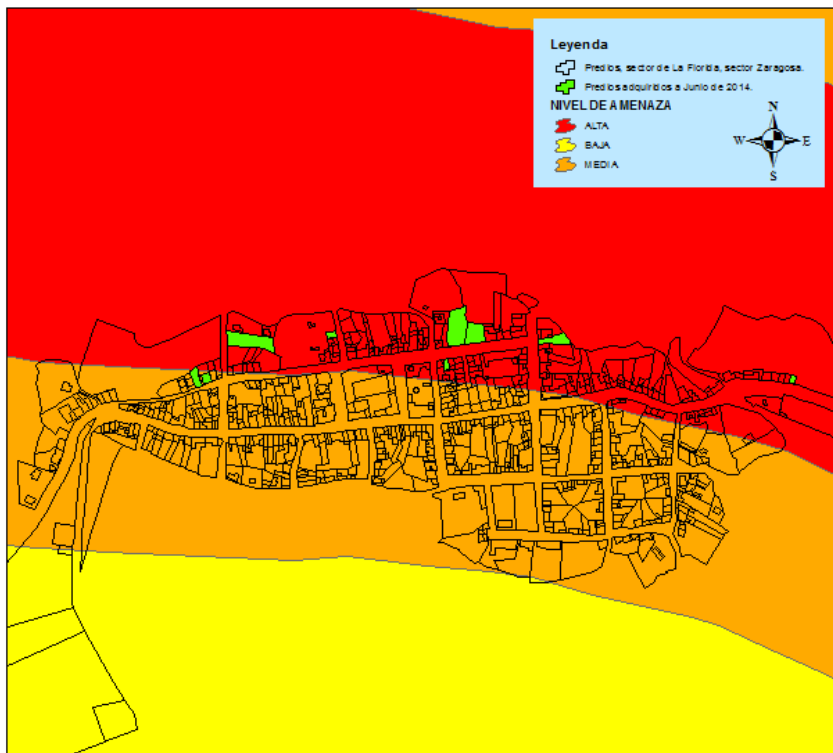 Leyenda
Predios, sector de La Florida, sector Zaragosa.
Predios adquiridos a Junio de 2014.
NIVEL DE AMENAZA
ALTA
BAJA
MEDIA
N
W E
S